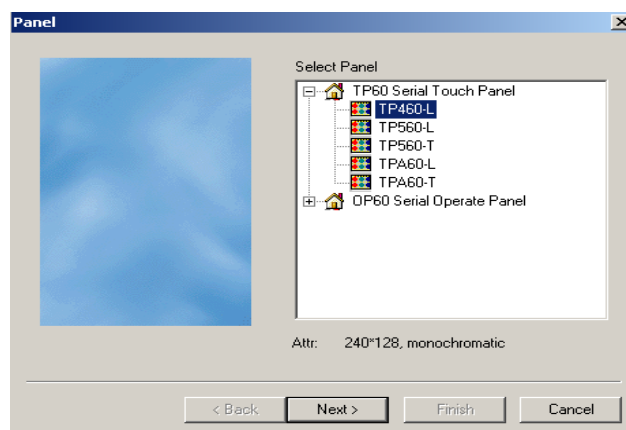 Panel
Select Panel
TP60 Serial Touch Panel
TP460-L
TP560-L
TP560-T
TPA60-L
TPA60-T
OP60 Serial Operate Panel
Attr: 240*128, monochromatic
< Back Next > Finish Cancel